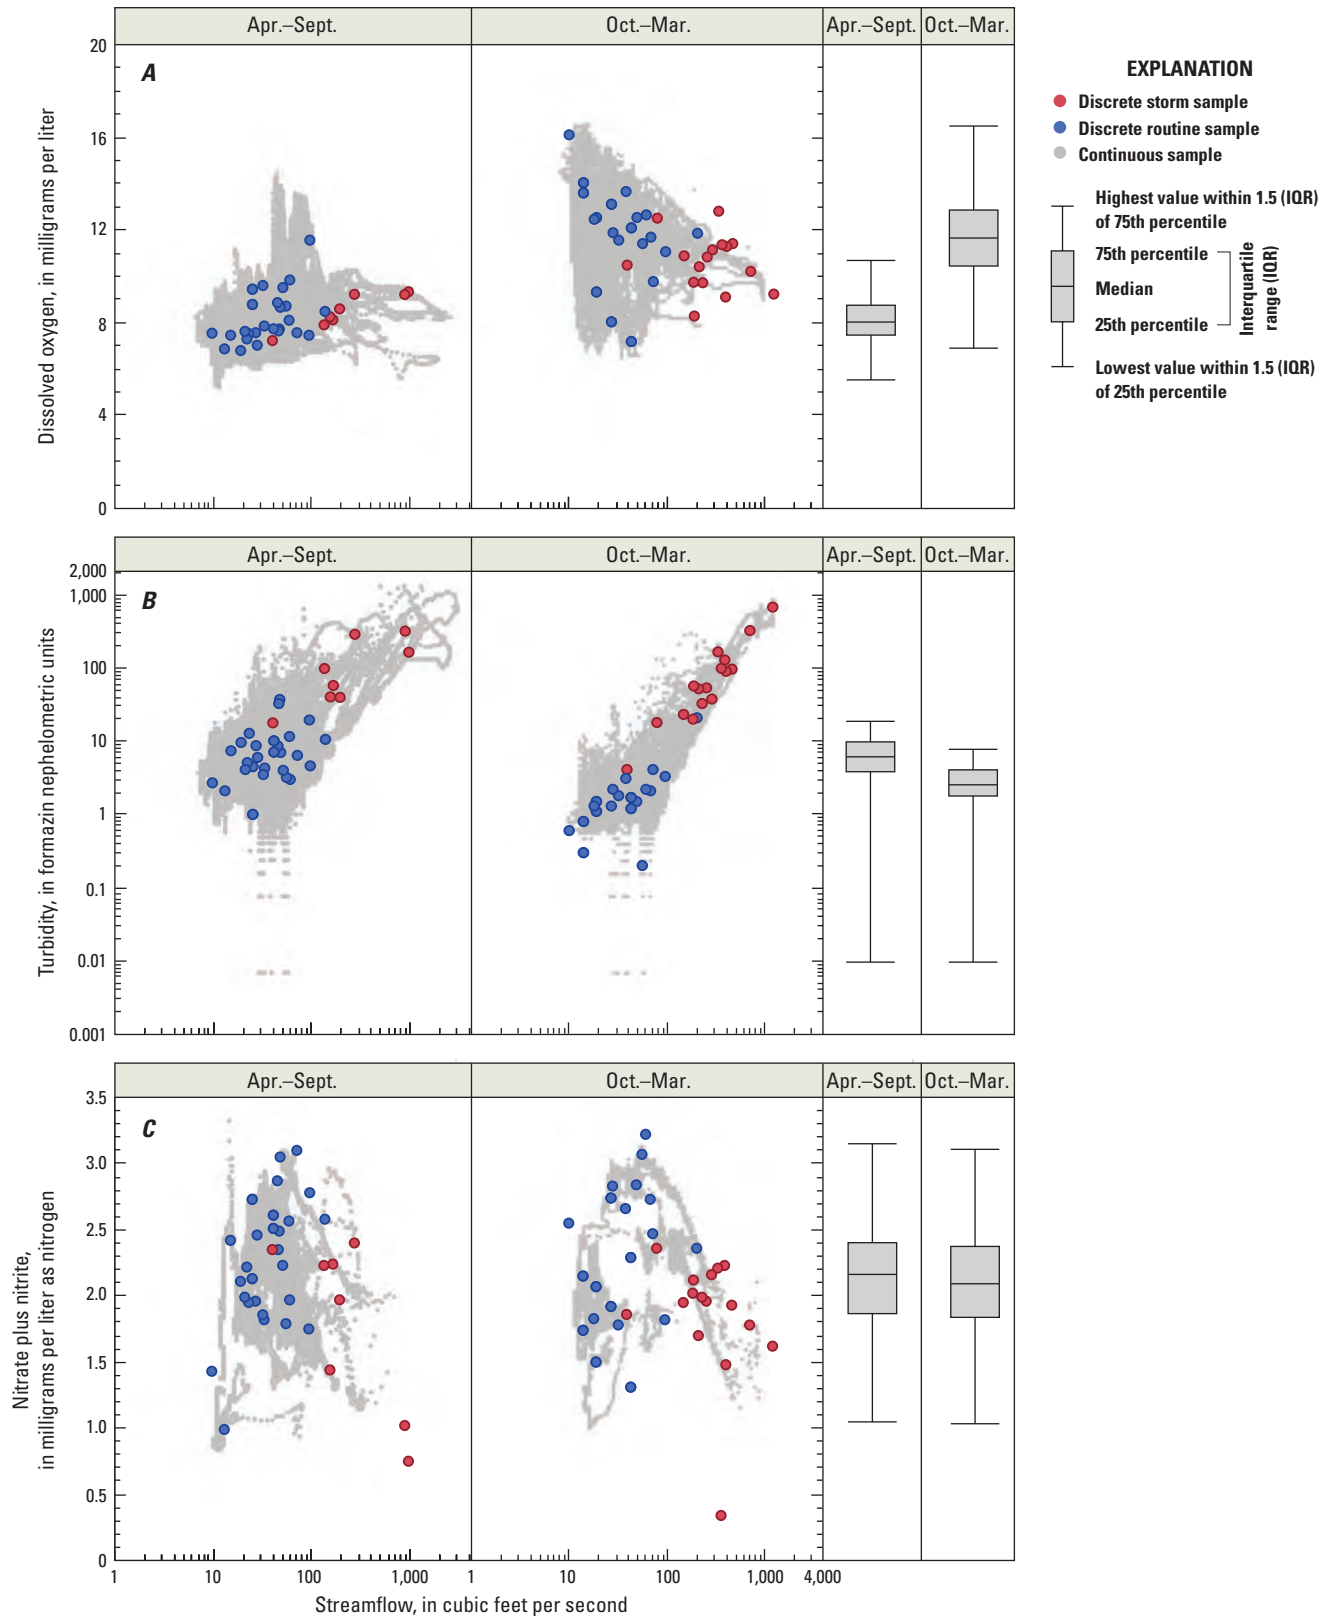 Apr.–Sept. Oct.–Mar. Apr.–Sept. Oct.–Mar.
A
20
16
12
8
4
0
Dissolved oxygen, in milligrams per liter
EXPLANATION
Discrete storm sample
Discrete routine sample
Continuous sample
Highest value within 1.5 (IQR)
of 75th percentile
75th percentile
Median
25th percentile
Interquartile
range (IQR)
Lowest value within 1.5 (IQR)
of 25th percentile
Apr.–Sept. Oct.–Mar. Apr.–Sept. Oct.–Mar.
B
2,000
1,000
100
10
1
0.1
0.01
0.001
Turbidity, in formazin nephelometric units
Apr.–Sept. Oct.–Mar. Apr.–Sept. Oct.–Mar.
C
3.5
3.0
2.5
2.0
1.5
1.0
0.5
0
Nitrate plus nitrite,
in milligrams per liter as nitrogen
1 10 100 1,000 1 10 100 1,000 4,000
Streamflow, in cubic feet per second